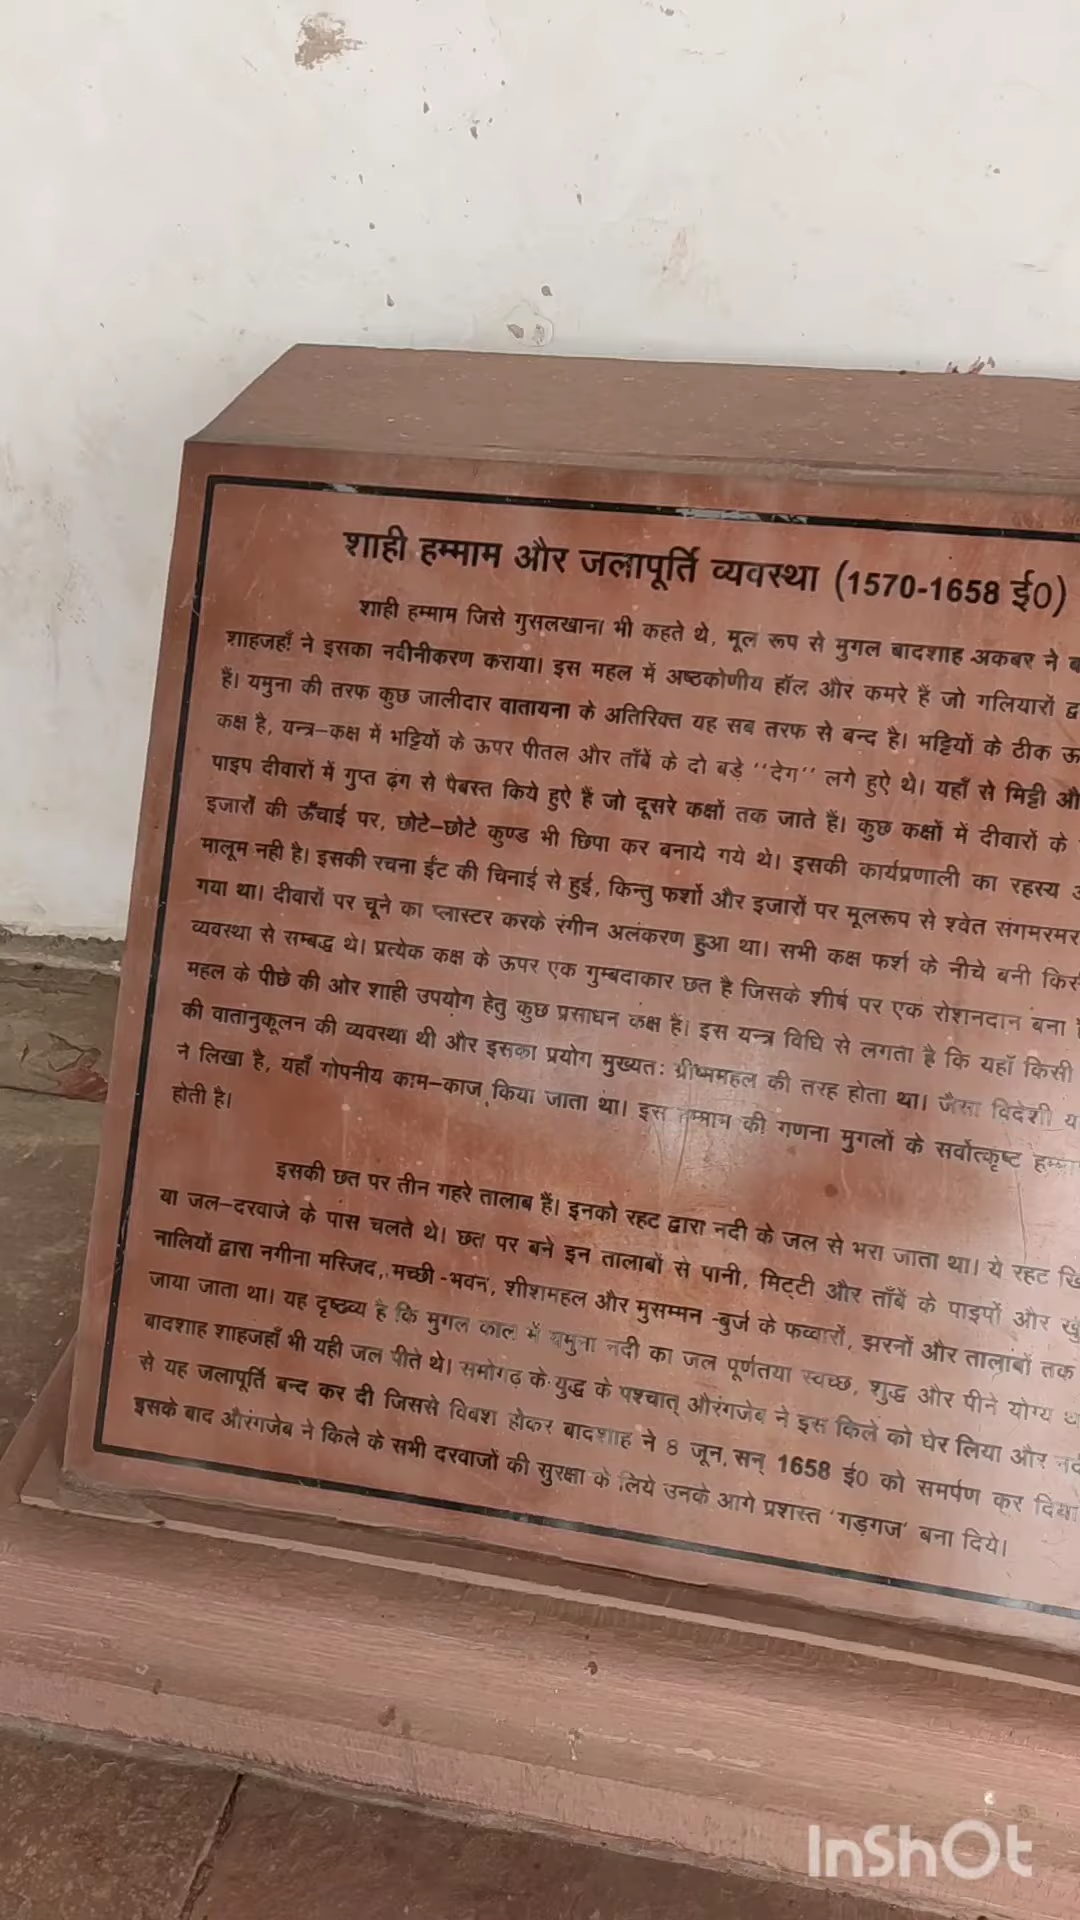 शाही हम्माम और जलापूर्ति व्यवस्था (1570-1658 ई0)
शाही हम्माम जिसे गुसलखाना भी कहते थे, मूल रूप से मुगल बादशाह अकबर ने
शाहजहाँ ने इसका नवीनीकरण कराया। इस महल में अष्ठकोणीय हॉल और कमरे हैं जो गलियारों
हैं। यमुना की तरफ कुछ जालीदार वातायना के अतिरिक्त यह सब तरफ से बन्द है। भट्टियों के ठीक
कक्ष है, यन्त्र-कक्ष में भट्टियों के ऊपर पीतल और ताँबें के दो बड़े ''देग'' लगे हुऐ थे। यहाँ से मिट्टी
पाइप दीवारों में गुप्त ढ़ंग से पैबस्त किये हुऐ हैं जो दूसरे कक्षों तक जाते हैं। कुछ कक्षों में दीवारों के
इजारों की ऊँचाई पर, छोटे-छोटे कुण्ड भी छिपा कर बनाये गये थे। इसकी कार्यप्रणाली का रहस्य
मालूम नही है। इसकी रचना ईट की चिनाई से हुई, किन्तु फर्शो और इजारों पर मूलरूप से श्वेत संगमरमर
गया था। दीवारों पर चूने का प्लास्टर करके रंगीन अलंकरण हुआ था। सभी कक्ष फर्श के नीचे बनी
व्यवस्था से सम्बद्ध थे। प्रत्येक कक्ष के ऊपर एक गुम्बदाकार छत है जिसके शीर्ष पर एक रोशनदान बना
महल के पीछे की ओर शाही उपयोग हेतु कुछ प्रसाधन कक्ष हैं। इस यन्त्र विधि से लगता है कि यहाँ किसी
की वातानुकूलन की व्यवस्था थी और इसका प्रयोग मुख्यतः ग्रीष्ममहल की तरह होता था। जैसा विदेशी
ने लिखा है, यहाँ गोपनीय काम-काज किया जाता था। इस हम्माम की गणना मुगलों के सर्वोत्कृष्ट
होती है।
इसकी छत पर तीन गहरे तालाब हैं। इनको रहट द्वारा नदी के जल से भरा जाता था। ये रहट
या जल-दरवाजे के पास चलते थे। छत पर बने इन तालाबों से पानी, मिट्टी और ताँबें के पाइपों और
नालियों द्वारा नगीना मस्जिद, मच्छी-भवन, शीशमहल और मुसम्मन-बुर्ज के फव्वारों, झरनों और तालाबों तक
जाया जाता था। यह दृष्ठव्य है कि मुगल काल में यमुना नदी का जल पूर्णतया स्वच्छ, शुद्ध और पीने योग्य
बादशाह शाहजहाँ भी यही जल पीते थे। समोगढ़ के युद्ध के पश्चात् औरंगजेब ने इस किले को घेर लिया और
से यह जलापूर्ति बन्द कर दी जिससे विवश होकर बादशाह ने 8 जून, सन् 1658 ई0 को समर्पण कर दिया
इसके बाद औरंगजेब ने किले के सभी दरवाजों की सुरक्षा के लिये उनके आगे प्रशस्त 'गड़गज' बना दिये।
InShOt